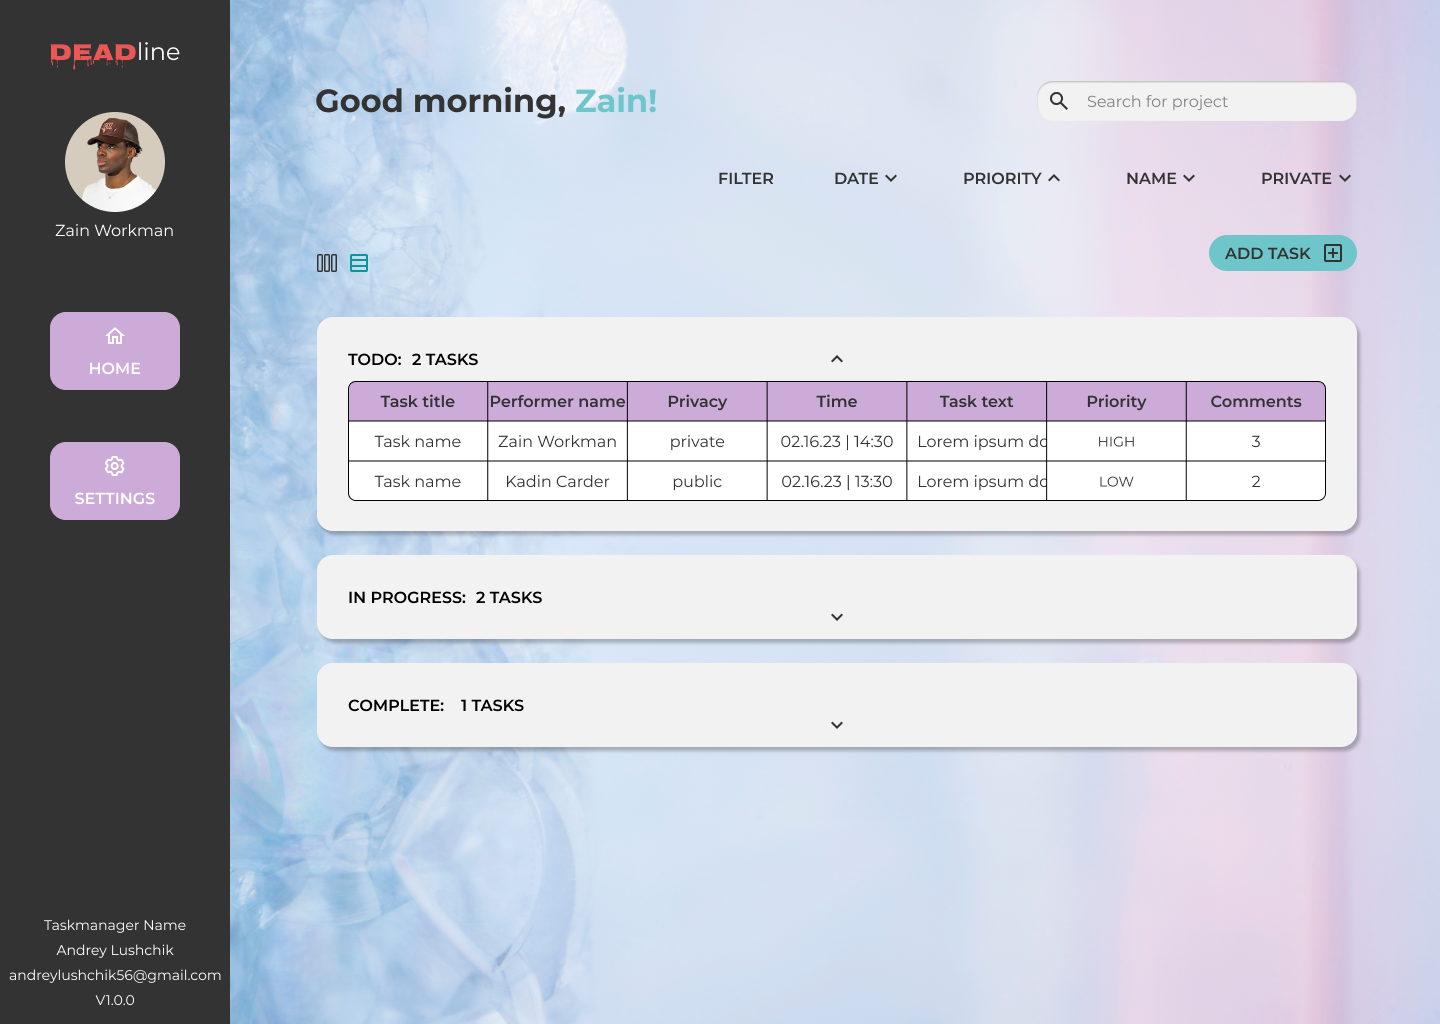 DEADline
Zain Workman
HOME
SETTINGS
Taskmanager Name
Andrey Lushchik
andreylushchik56@gmail.com
V1.0.0
Good morning, Zain!
Search for project
FILTER DATE PRIORITY NAME PRIVATE
ADD TASK
TODO: 2 TASKS
Task title Performer name Privacy Time Task text Priority Comments
Task name Zain Workman private 02.16.23 | 14:30 Lorem ipsum do HIGH 3
Task name Kadin Carder public 02.16.23 | 13:30 Lorem ipsum do LOW 2
IN PROGRESS: 2 TASKS
COMPLETE: 1 TASKS